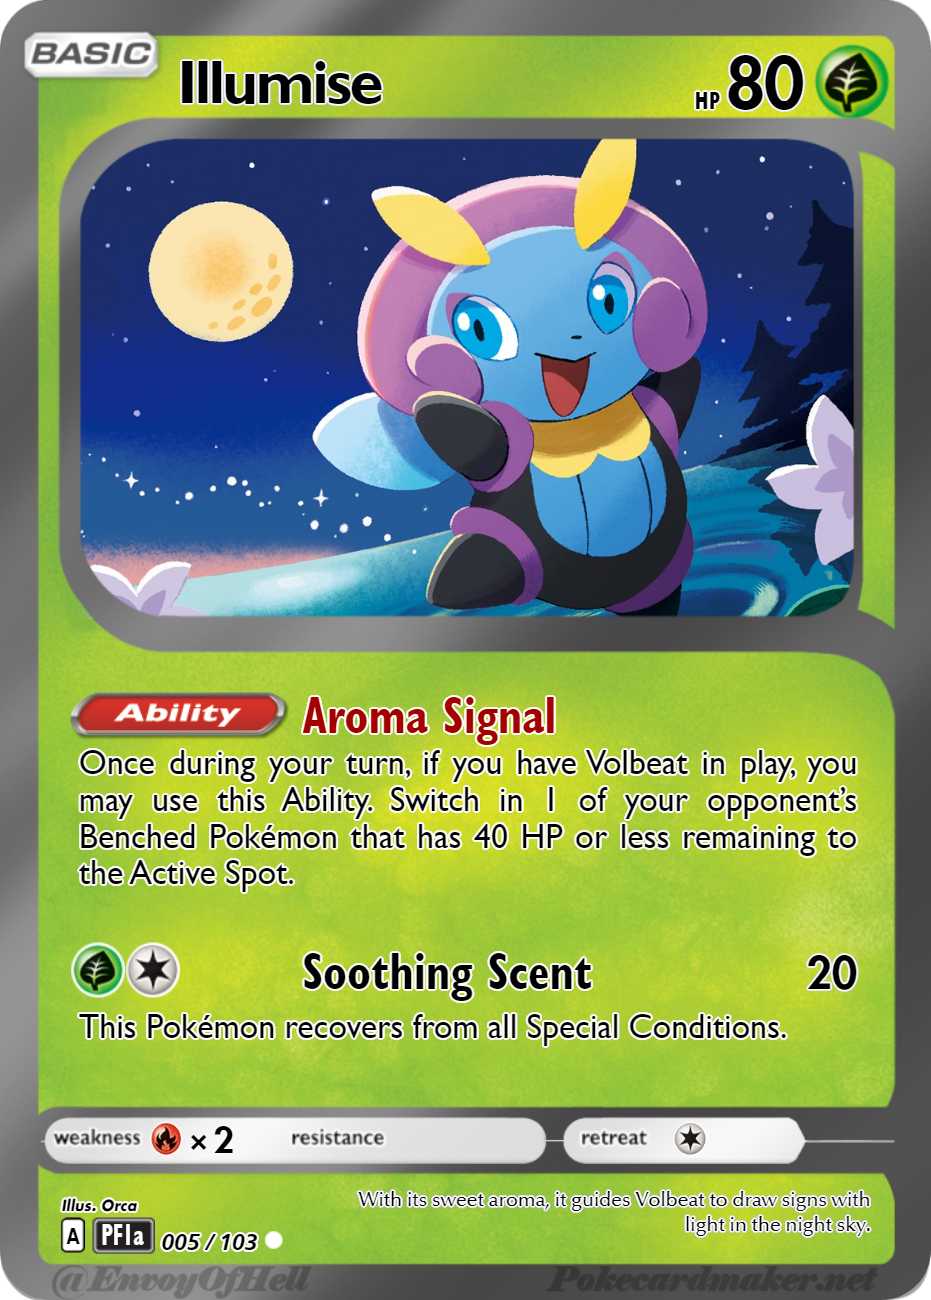 BASIC
Illumise
HP 80
Ability Aroma Signal
Once during your turn, if you have Volbeat in play, you
may use this Ability. Switch in 1 of your opponent's
Benched Pokémon that has 40 HP or less remaining to
the Active Spot.
Soothing Scent 20
This Pokémon recovers from all Special Conditions.
weakness × 2 resistance retreat
Illus. Orca
With its sweet aroma, it guides Volbeat to draw signs with
light in the night sky.
A PF1a 005 / 103
@EnvoyOfHell Pokecardmaker.net